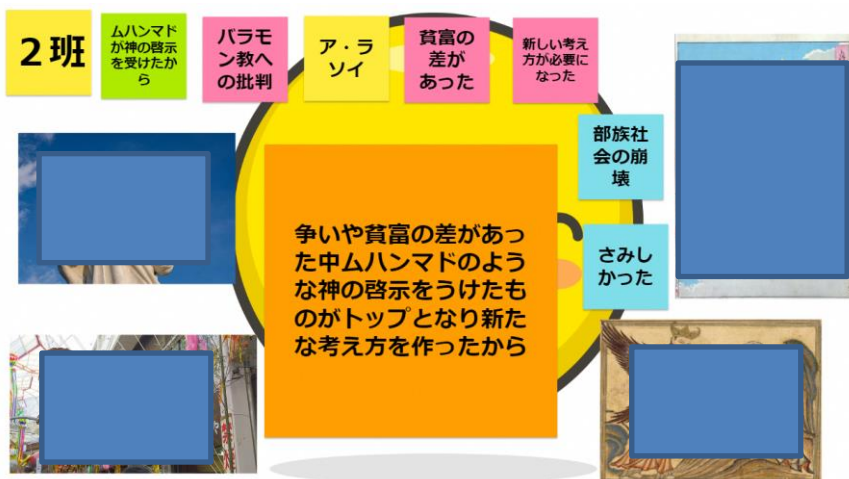 ２班
ムハンマド
が神の啓示
を受けたか
ら
バラモ
ン教へ
の批判
ア・ラ
ソイ
貧富の
差が
あった
新しい考え
方が必要に
なった
部族社
会の崩
壊
さみし
かった
争いや貧富の差があっ
た中ムハンマドのよう
な神の啓示をうけたも
のがトップとなり新た
な考え方を作ったから